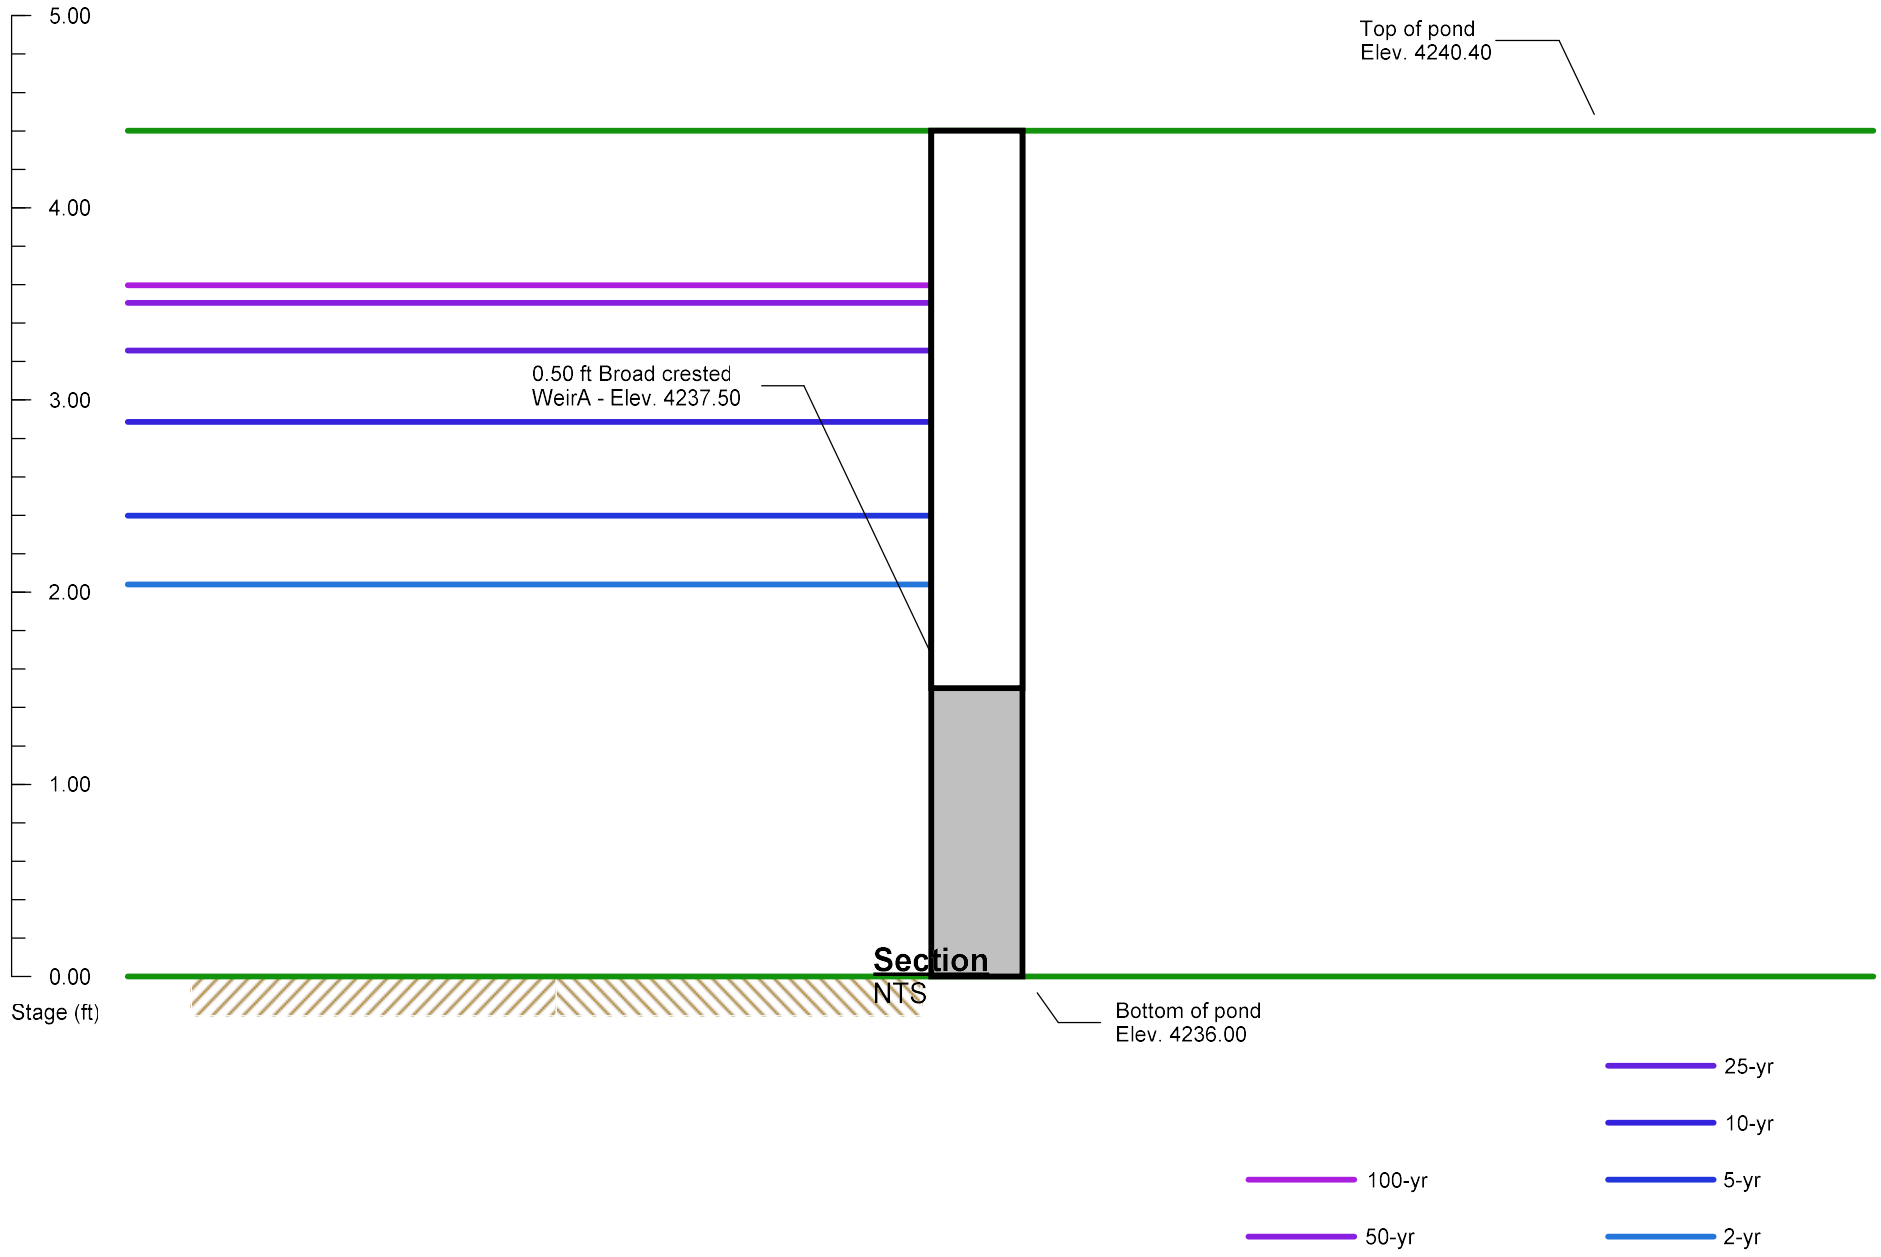 5.00
Top of pond
Elev. 4240.40
4.00
0.50 ft Broad crested
WeirA - Elev. 4237.50
3.00
2.00
1.00
Section
0.00
NTS
Stage (ft)
Bottom of pond
Elev. 4236.00
25-yr
10-yr
100-yr
5-yr
50-yr
2-yr